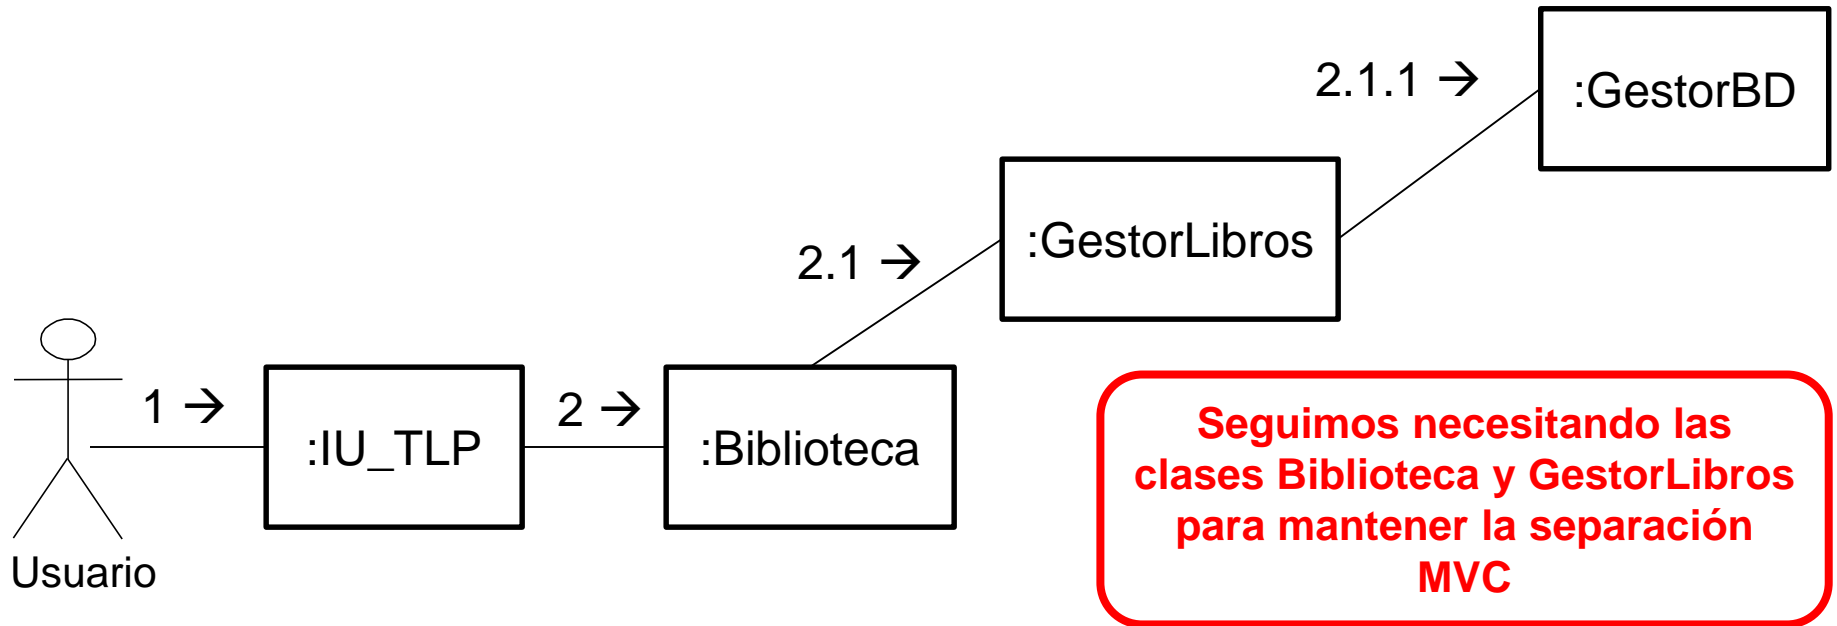 2.1.1 →
:GestorBD
2.1 →
:GestorLibros
1 →
:IU_TLP
2 →
:Biblioteca
Usuario
Seguimos necesitando las
clases Biblioteca y GestorLibros
para mantener la separación
MVC